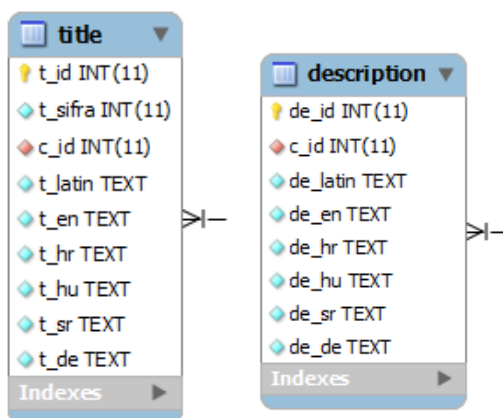 title
t_id INT(11)
t_sifra INT(11)
c_id INT(11)
t_latin TEXT
t_en TEXT
t_hr TEXT
t_hu TEXT
t_sr TEXT
t_de TEXT
Indexes
description
de_id INT(11)
c_id INT(11)
de_latin TEXT
de_en TEXT
de_hr TEXT
de_hu TEXT
de_sr TEXT
de_de TEXT
Indexes